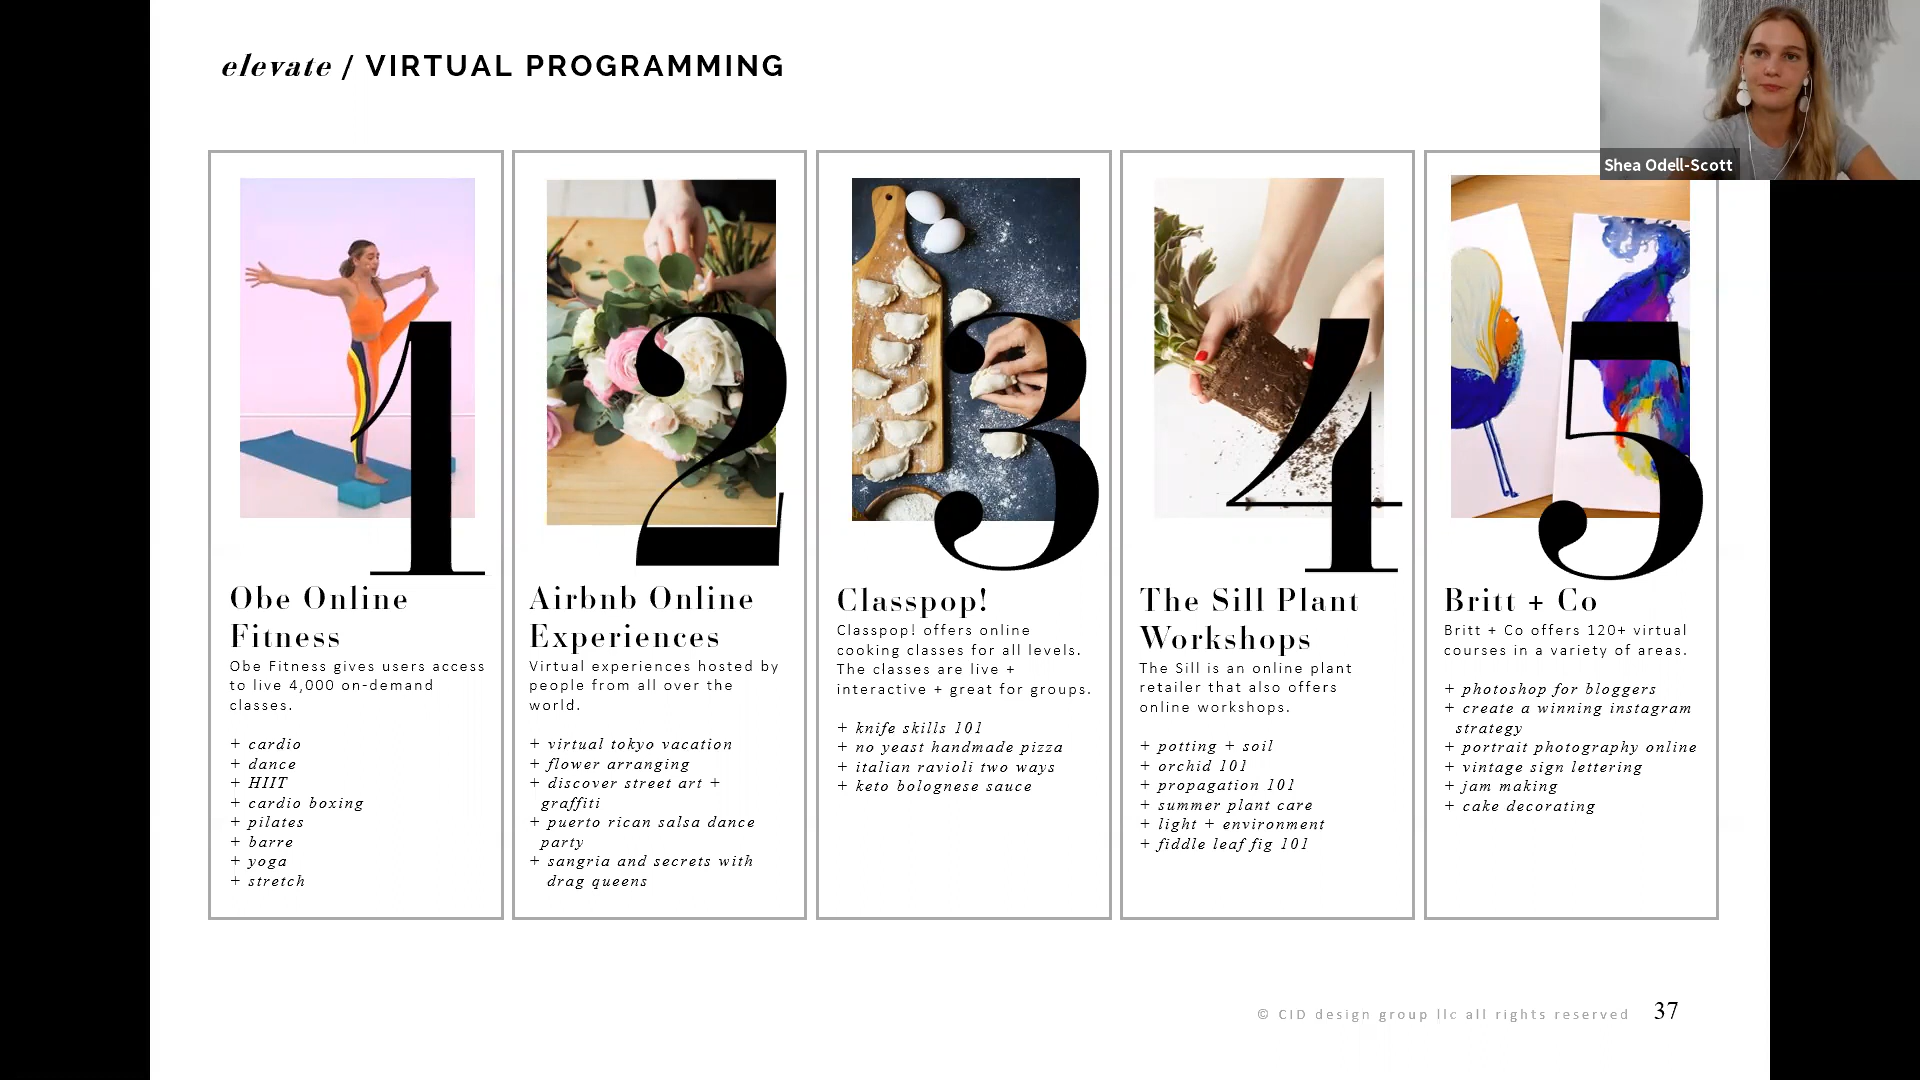 elevate / VIRTUAL PROGRAMMING
Shea Odell-Scott
1
Obe Online
Fitness
Obe Fitness gives users access
to live 4,000 on-demand
classes.
+ cardio
+ dance
+ HIIT
+ cardio boxing
+ pilates
+ barre
+ yoga
+ stretch
2
Airbnb Online
Experiences
Virtual experiences hosted by
people from all over the
world.
+ virtual tokyo vacation
+ flower arranging
+ discover street art +
graffiti
+ puerto rican salsa dance
party
+ sangria and secrets with
drag queens
3
Classpop!
Classpop! offers online
cooking classes for all levels.
The classes are live +
interactive + great for groups.
+ knife skills 101
+ no yeast handmade pizza
+ italian ravioli two ways
+ keto bolognese sauce
4
The Sill Plant
Workshops
The Sill is an online plant
retailer that also offers
online workshops.
+ potting + soil
+ orchid 101
+ propagation 101
+ summer plant care
+ light + environment
+ fiddle leaf fig 101
5
Britt + Co
Britt + Co offers 120+ virtual
courses in a variety of areas.
+ photoshop for bloggers
+ create a winning instagram
strategy
+ portrait photography online
+ vintage sign lettering
+ jam making
+ cake decorating
© CID design group llc all rights reserved 37